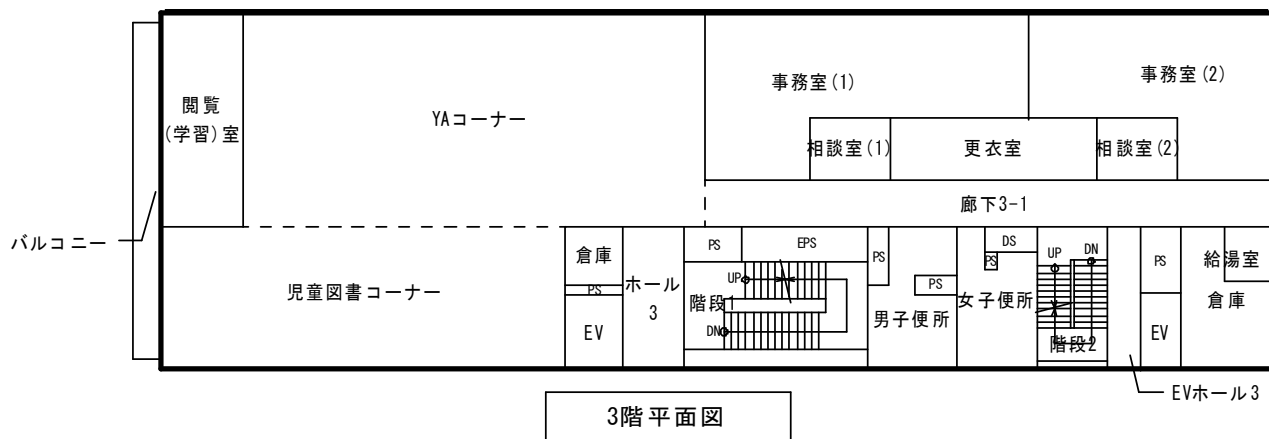 事務室(1)
事務室(2)
閲覧
(学習)室
YAコーナー
相談室(1)
更衣室
相談室(2)
廊下3-1
バルコニー
児童図書コーナー
倉庫
PS
EV
ホール
3
PS
EPS
UP
階段1
DN
PS
PS
男子便所
DS
PS
女子便所
UP
DN
階段2
PS
EV
給湯室
倉庫
EVホール3
3階平面図